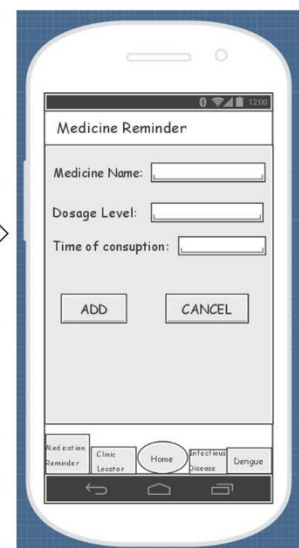 12:00
Medicine Reminder
Medicine Name:
Dosage Level:
Time of consuption:
ADD CANCEL
Medication
Reminder
Clinic
Locator
Home
Infectious
Disease
Dengue